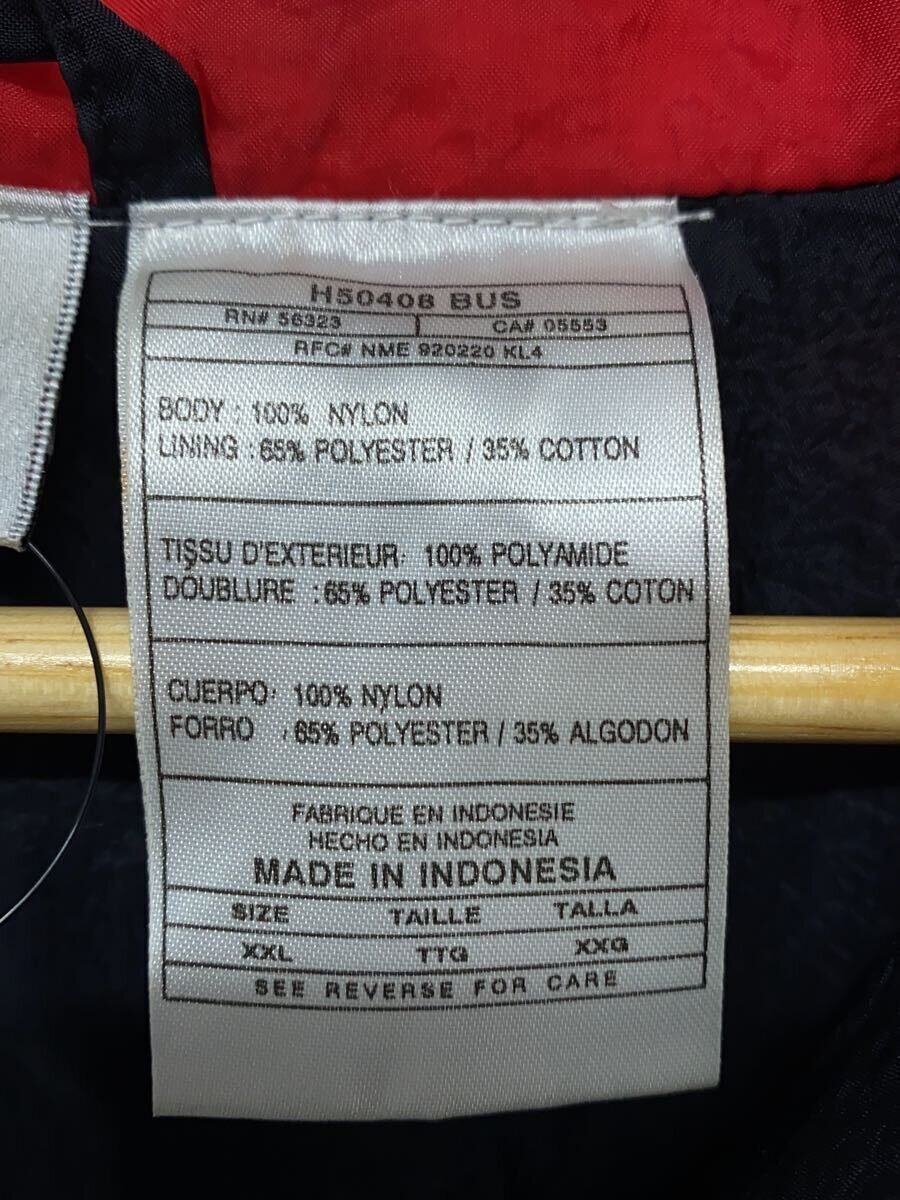 H50408 BUS
RN# 56323 CA# 05553
RFC# NME 920220 KL4
BODY : 100% NYLON
LINING : 65% POLYESTER / 35% COTTON
TISSU D'EXTERIEUR: 100% POLYAMIDE
DOUBLURE : 65% POLYESTER / 35% COTON
CUERPO: 100% NYLON
FORRO : 65% POLYESTER / 35% ALGODON
FABRIQUE EN INDONESIE
HECHO EN INDONESIA
MADE IN INDONESIA
SIZE TAILLE TALLA
XXL TTG XXG
SEE REVERSE FOR CARE